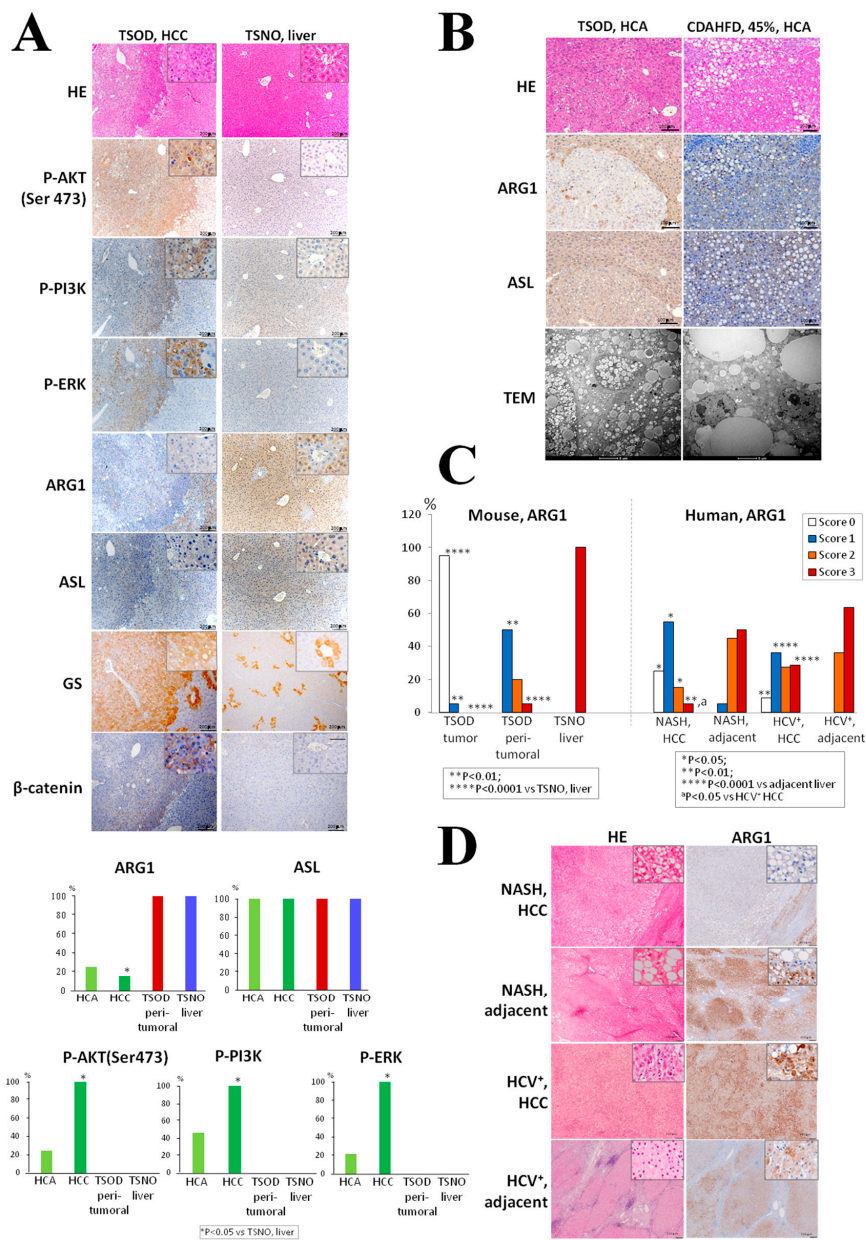 A
TSOD, HCC
TSNO, liver
HE
P-AKT
(Ser 473)
P-PI3K
P-ERK
ARG1
ASL
GS
β-catenin
ARG1
%
100
80
60
40
20
0
HCA
HCC
*
TSOD
peri-
tumoral
TSNO
liver
ASL
%
100
80
60
40
20
0
HCA
HCC
TSOD
peri-
tumoral
TSNO
liver
P-AKT(Ser473)
%
100
80
60
40
20
0
*
HCA
HCC
TSOD
peri-
tumoral
TSNO
liver
P-PI3K
%
100
80
60
40
20
0
*
HCA
HCC
TSOD
peri-
tumoral
TSNO
liver
P-ERK
%
100
80
60
40
20
0
*
HCA
HCC
TSOD
peri-
tumoral
TSNO
liver
*P<0.05 vs TSNO, liver
B
TSOD, HCA
CDAHFD, 45%, HCA
HE
ARG1
ASL
TEM
C
%
Mouse, ARG1
Human, ARG1
Score 0
Score 1
Score 2
Score 3
120
100
80
60
40
20
0
****
**
****
**
****
*
*
*
**,a
**
****
****
TSOD
tumor
TSOD
peri-
tumoral
TSNO
liver
NASH,
HCC
NASH,
adjacent
HCV⁺,
HCC
HCV⁺,
adjacent
**P<0.01;
****P<0.0001 vs TSNO, liver
*P<0.05;
**P<0.01;
****P<0.0001 vs adjacent liver
ᵃP<0.05 vs HCV⁺ HCC
D
HE
ARG1
NASH,
HCC
NASH,
adjacent
HCV⁺,
HCC
HCV⁺,
adjacent